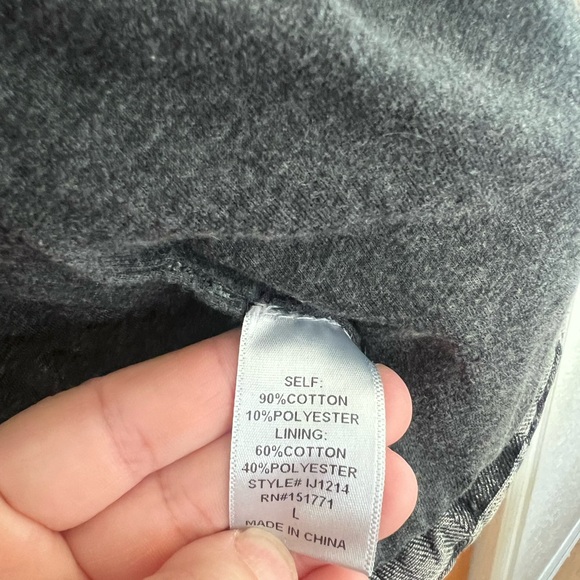 SELF:
90%COTTON
10%POLYESTER
LINING:
60%COTTON
40%POLYESTER
STYLE# IJ1214
RN#151771
L
MADE IN CHINA